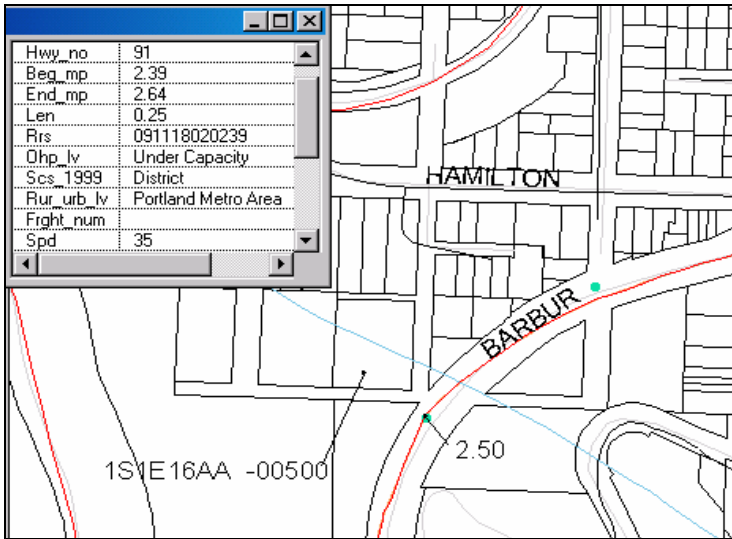 Hwy_no 91
Beg_mp 2.39
End_mp 2.64
Len 0.25
Rrs 091118020239
Ohp_lv Under Capacity
Scs_1999 District
Rur_urb_lv Portland Metro Area
Frght_num
Spd 35
HAMILTON
BARBUR
2.50
1S1E16AA -00500